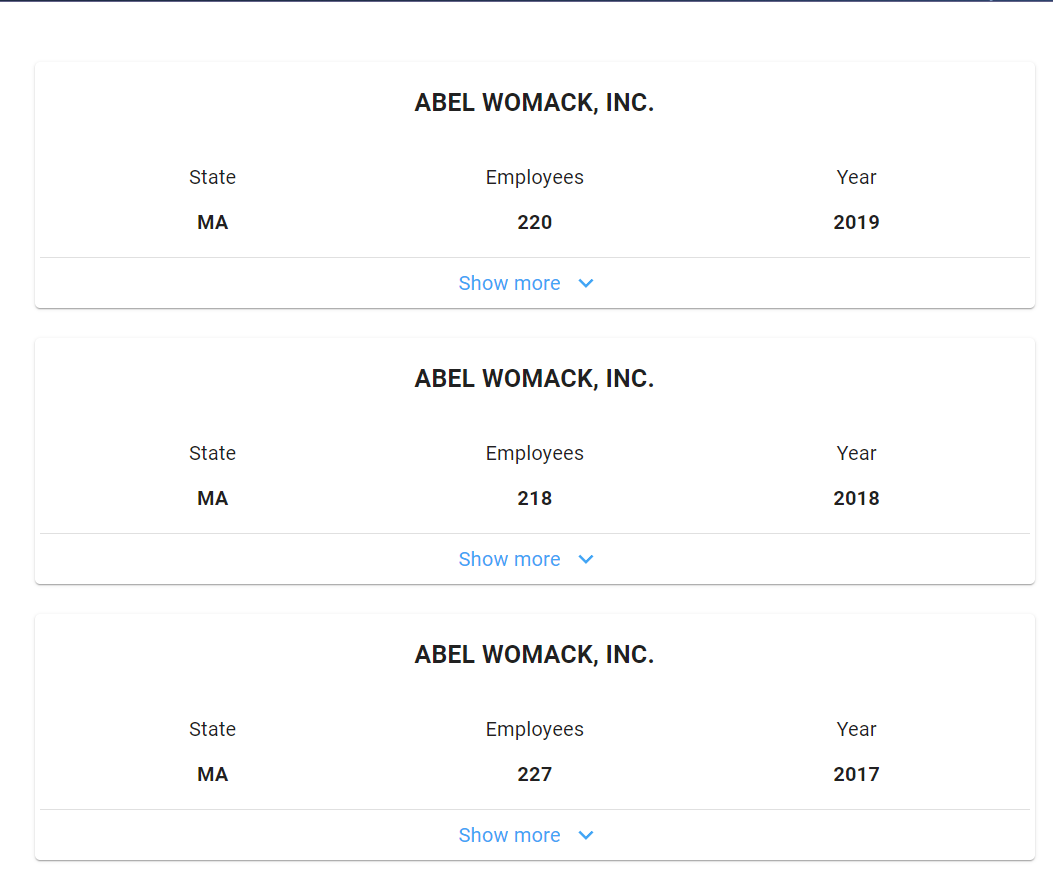 ABEL WOMACK, INC.
State Employees Year
MA 220 2019
Show more
ABEL WOMACK, INC.
State Employees Year
MA 218 2018
Show more
ABEL WOMACK, INC.
State Employees Year
MA 227 2017
Show more